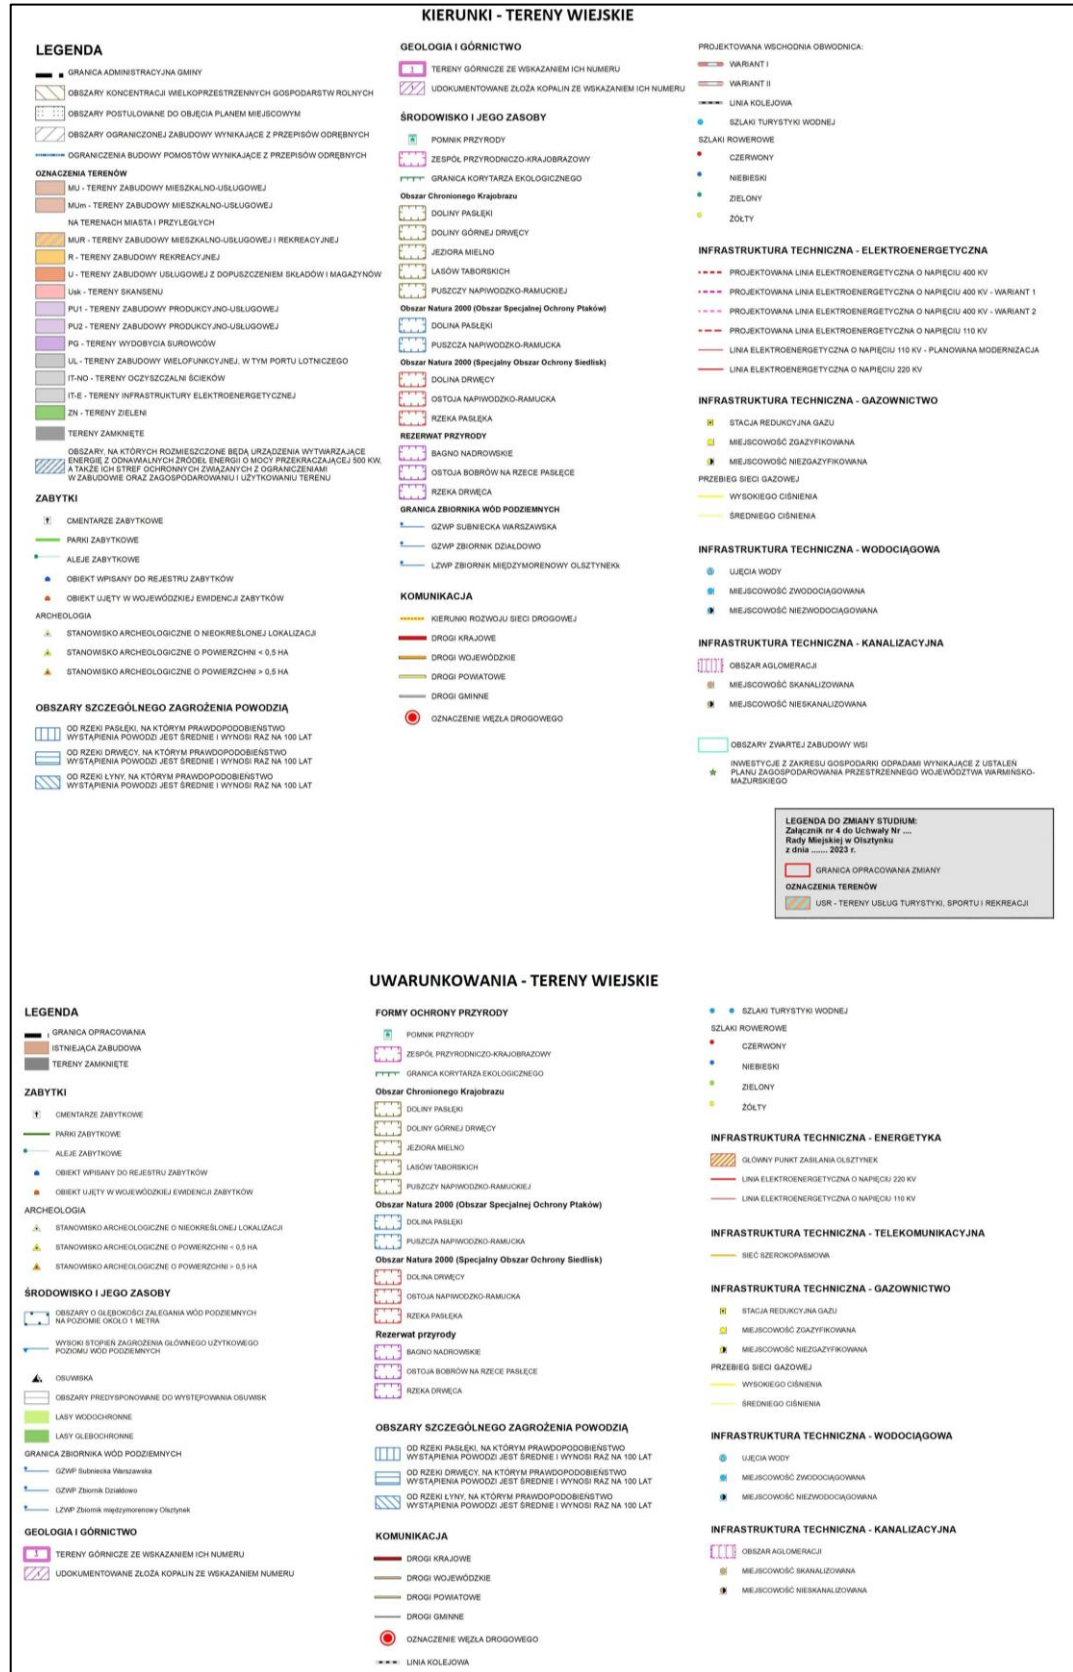 KIERUNKI - TERENY WIEJSKIE
LEGENDA
GRANICA ADMINISTRACYJNA GMINY
OBSZARY KONCENTRACJI WIELKOPRZESTRZENNYCH GOSPODARSTW ROLNYCH
OBSZARY POSTULOWANE DO OBJĘCIA PLANEM MIEJSCOWYM
OBSZARY OGRANICZONEJ ZABUDOWY WYNIKAJĄCE Z PRZEPISÓW ODRĘBNYCH
OGRANICZENIA BUDOWY POMOSTÓW WYNIKAJĄCE Z PRZEPISÓW ODRĘBNYCH
OZNACZENIA TERENÓW
MU - TERENY ZABUDOWY MIESZKALNO-USŁUGOWEJ
MUm - TERENY ZABUDOWY MIESZKALNO-USŁUGOWEJ
NA TERENACH MIASTA I PRZYLEGŁYCH
MUR - TERENY ZABUDOWY MIESZKALNO-USŁUGOWEJ I REKREACYJNEJ
R - TERENY ZABUDOWY REKREACYJNEJ
U - TERENY ZABUDOWY USŁUGOWEJ Z DOPUSZCZENIEM SKŁADÓW I MAGAZYNÓW
Usk - TERENY SKANSENU
PU1 - TERENY ZABUDOWY PRODUKCYJNO-USŁUGOWEJ
PU2 - TERENY ZABUDOWY PRODUKCYJNO-USŁUGOWEJ
PG - TERENY WYDOBYCIA SUROWCÓW
UL - TERENY ZABUDOWY WIELOFUNKCYJNEJ, W TYM PORTU LOTNICZEGO
IT-NO - TERENY OCZYSZCZALNI ŚCIEKÓW
IT-E - TERENY INFRASTRUKTURY ELEKTROENERGETYCZNEJ
ZN - TERENY ZIELENI
TERENY ZAMKNIĘTE
OBSZARY, NA KTÓRYCH ROZMIESZCZONE BĘDĄ URZĄDZENIA WYTWARZAJĄCE
ENERGIĘ Z ODNAWIALNYCH ŹRÓDEŁ ENERGII O MOCY PRZEKRACZAJĄCEJ 500 KW,
A TAKŻE ICH STREF OCHRONNYCH ZWIĄZANYCH Z OGRANICZENIAMI
W ZABUDOWIE ORAZ ZAGOSPODAROWANIU I UŻYTKOWANIU TERENU
ZABYTKI
CMENTARZE ZABYTKOWE
PARKI ZABYTKOWE
ALEJE ZABYTKOWE
OBIEKT WPISANY DO REJESTRU ZABYTKÓW
OBIEKT UJĘTY W WOJEWÓDZKIEJ EWIDENCJI ZABYTKÓW
ARCHEOLOGIA
STANOWISKO ARCHEOLOGICZNE O NIEOKREŚLONEJ LOKALIZACJI
STANOWISKO ARCHEOLOGICZNE O POWIERZCHNI < 0,5 HA
STANOWISKO ARCHEOLOGICZNE O POWIERZCHNI > 0,5 HA
OBSZARY SZCZEGÓLNEGO ZAGROŻENIA POWODZIĄ
OD RZEKI PASŁĘKI, NA KTÓRYM PRAWDOPODOBIEŃSTWO
WYSTĄPIENIA POWODZI JEST ŚREDNIE I WYNOSI RAZ NA 100 LAT
OD RZEKI DRWĘCY, NA KTÓRYM PRAWDOPODOBIEŃSTWO
WYSTĄPIENIA POWODZI JEST ŚREDNIE I WYNOSI RAZ NA 100 LAT
OD RZEKI ŁYNY, NA KTÓRYM PRAWDOPODOBIEŃSTWO
WYSTĄPIENIA POWODZI JEST ŚREDNIE I WYNOSI RAZ NA 100 LAT
GEOLOGIA I GÓRNICTWO
1 TERENY GÓRNICZE ZE WSKAZANIEM ICH NUMERU
1 UDOKUMENTOWANE ZŁOŻA KOPALIN ZE WSKAZANIEM ICH NUMERU
ŚRODOWISKO I JEGO ZASOBY
POMNIK PRZYRODY
ZESPÓŁ PRZYRODNICZO-KRAJOBRAZOWY
GRANICA KORYTARZA EKOLOGICZNEGO
Obszar Chronionego Krajobrazu
DOLINY PASŁĘKI
DOLINY GÓRNEJ DRWĘCY
JEZIORA MIELNO
LASÓW TABORSKICH
PUSZCZY NAPIWODZKO-RAMUCKIEJ
Obszar Natura 2000 (Obszar Specjalnej Ochrony Ptaków)
DOLINA PASŁĘKI
PUSZCZA NAPIWODZKO-RAMUCKA
Obszar Natura 2000 (Specjalny Obszar Ochrony Siedlisk)
DOLINA DRWĘCY
OSTOJA NAPIWODZKO-RAMUCKA
RZEKA PASŁĘKA
REZERWAT PRZYRODY
BAGNO NADROWSKIE
OSTOJA BOBRÓW NA RZECE PASŁĘCE
RZEKA DRWĘCA
GRANICA ZBIORNIKA WÓD PODZIEMNYCH
GZWP SUBNIECKA WARSZAWSKA
GZWP ZBIORNIK DZIAŁDOWO
LZWP ZBIORNIK MIĘDZYMORENOWY OLSZTYNEKk
KOMUNIKACJA
KIERUNKI ROZWOJU SIECI DROGOWEJ
DROGI KRAJOWE
DROGI WOJEWÓDZKIE
DROGI POWIATOWE
DROGI GMINNE
OZNACZENIE WĘZŁA DROGOWEGO
PROJEKTOWANA WSCHODNIA OBWODNICA:
WARIANT I
WARIANT II
LINIA KOLEJOWA
SZLAKI TURYSTYKI WODNEJ
SZLAKI ROWEROWE
CZERWONY
NIEBIESKI
ZIELONY
ŻÓŁTY
INFRASTRUKTURA TECHNICZNA - ELEKTROENERGETYCZNA
PROJEKTOWANA LINIA ELEKTROENERGETYCZNA O NAPIĘCIU 400 KV
PROJEKTOWANA LINIA ELEKTROENERGETYCZNA O NAPIĘCIU 400 KV - WARIANT 1
PROJEKTOWANA LINIA ELEKTROENERGETYCZNA O NAPIĘCIU 400 KV - WARIANT 2
PROJEKTOWANA LINIA ELEKTROENERGETYCZNA O NAPIĘCIU 110 KV
LINIA ELEKTROENERGETYCZNA O NAPIĘCIU 110 KV - PLANOWANA MODERNIZACJA
LINIA ELEKTROENERGETYCZNA O NAPIĘCIU 220 KV
INFRASTRUKTURA TECHNICZNA - GAZOWNICTWO
STACJA REDUKCYJNA GAZU
MIEJSCOWOŚĆ ZGAZYFIKOWANA
MIEJSCOWOŚĆ NIEZGAZYFIKOWANA
PRZEBIEG SIECI GAZOWEJ
WYSOKIEGO CIŚNIENIA
ŚREDNIEGO CIŚNIENIA
INFRASTRUKTURA TECHNICZNA - WODOCIĄGOWA
UJĘCIA WODY
MIEJSCOWOŚĆ ZWODOCIĄGOWANA
MIEJSCOWOŚĆ NIEZWODOCIĄGOWANA
INFRASTRUKTURA TECHNICZNA - KANALIZACYJNA
OBSZAR AGLOMERACJI
MIEJSCOWOŚĆ SKANALIZOWANA
MIEJSCOWOŚĆ NIESKANALIZOWANA
OBSZARY ZWARTEJ ZABUDOWY WSI
INWESTYCJE Z ZAKRESU GOSPODARKI ODPADAMI WYNIKAJĄCE Z USTALEŃ
PLANU ZAGOSPODAROWANIA PRZESTRZENNEGO WOJEWÓDZTWA WARMIŃSKO-
MAZURSKIEGO
LEGENDA DO ZMIANY STUDIUM:
Załącznik nr 4 do Uchwały Nr ....
Rady Miejskiej w Olsztynku
z dnia ....... 2023 r.
GRANICA OPRACOWANIA ZMIANY
OZNACZENIA TERENÓW
USR - TERENY USŁUG TURYSTYKI, SPORTU I REKREACJI
UWARUNKOWANIA - TERENY WIEJSKIE
LEGENDA
GRANICA OPRACOWANIA
ISTNIEJĄCA ZABUDOWA
TERENY ZAMKNIĘTE
ZABYTKI
CMENTARZE ZABYTKOWE
PARKI ZABYTKOWE
ALEJE ZABYTKOWE
OBIEKT WPISANY DO REJESTRU ZABYTKÓW
OBIEKT UJĘTY W WOJEWÓDZKIEJ EWIDENCJI ZABYTKÓW
ARCHEOLOGIA
STANOWISKO ARCHEOLOGICZNE O NIEOKREŚLONEJ LOKALIZACJI
STANOWISKO ARCHEOLOGICZNE O POWIERZCHNI < 0,5 HA
STANOWISKO ARCHEOLOGICZNE O POWIERZCHNI > 0,5 HA
ŚRODOWISKO I JEGO ZASOBY
OBSZARY O GŁĘBOKOŚCI ZALEGANIA WÓD PODZIEMNYCH
NA POZIOMIE OKOŁO 1 METRA
WYSOKI STOPIEŃ ZAGROŻENIA GŁÓWNEGO UŻYTKOWEGO
POZIOMU WÓD PODZIEMNYCH
OSUWISKA
OBSZARY PREDYSPONOWANE DO WYSTĘPOWANIA OSUWISK
LASY WODOCHRONNE
LASY GLEBOCHRONNE
GRANICA ZBIORNIKA WÓD PODZIEMNYCH
GZWP Subniecka Warszawska
GZWP Zbiornik Działdowo
LZWP Zbiornik międzymorenowy Olsztynek
GEOLOGIA I GÓRNICTWO
1 TERENY GÓRNICZE ZE WSKAZANIEM ICH NUMERU
1 UDOKUMENTOWANE ZŁOŻA KOPALIN ZE WSKAZANIEM NUMERU
FORMY OCHRONY PRZYRODY
POMNIK PRZYRODY
ZESPÓŁ PRZYRODNICZO-KRAJOBRAZOWY
GRANICA KORYTARZA EKOLOGICZNEGO
Obszar Chronionego Krajobrazu
DOLINY PASŁĘKI
DOLINY GÓRNEJ DRWĘCY
JEZIORA MIELNO
LASÓW TABORSKICH
PUSZCZY NAPIWODZKO-RAMUCKIEJ
Obszar Natura 2000 (Obszar Specjalnej Ochrony Ptaków)
DOLINA PASŁĘKI
PUSZCZA NAPIWODZKO-RAMUCKA
Obszar Natura 2000 (Specjalny Obszar Ochrony Siedlisk)
DOLINA DRWĘCY
OSTOJA NAPIWODZKO-RAMUCKA
RZEKA PASŁĘKA
Rezerwat przyrody
BAGNO NADROWSKIE
OSTOJA BOBRÓW NA RZECE PASŁĘCE
RZEKA DRWĘCA
OBSZARY SZCZEGÓLNEGO ZAGROŻENIA POWODZIĄ
OD RZEKI PASŁĘKI, NA KTÓRYM PRAWDOPODOBIEŃSTWO
WYSTĄPIENIA POWODZI JEST ŚREDNIE I WYNOSI RAZ NA 100 LAT
OD RZEKI DRWĘCY, NA KTÓRYM PRAWDOPODOBIEŃSTWO
WYSTĄPIENIA POWODZI JEST ŚREDNIE I WYNOSI RAZ NA 100 LAT
OD RZEKI ŁYNY, NA KTÓRYM PRAWDOPODOBIEŃSTWO
WYSTĄPIENIA POWODZI JEST ŚREDNIE I WYNOSI RAZ NA 100 LAT
KOMUNIKACJA
DROGI KRAJOWE
DROGI WOJEWÓDZKIE
DROGI POWIATOWE
DROGI GMINNE
OZNACZENIE WĘZŁA DROGOWEGO
LINIA KOLEJOWA
SZLAKI TURYSTYKI WODNEJ
SZLAKI ROWEROWE
CZERWONY
NIEBIESKI
ZIELONY
ŻÓŁTY
INFRASTRUKTURA TECHNICZNA - ENERGETYKA
GŁÓWNY PUNKT ZASILANIA OLSZTYNEK
LINIA ELEKTROENERGETYCZNA O NAPIĘCIU 220 KV
LINIA ELEKTROENERGETYCZNA O NAPIĘCIU 110 KV
INFRASTRUKTURA TECHNICZNA - TELEKOMUNIKACYJNA
SIEĆ SZEROKOPASMOWA
INFRASTRUKTURA TECHNICZNA - GAZOWNICTWO
STACJA REDUKCYJNA GAZU
MIEJSCOWOŚĆ ZGAZYFIKOWANA
MIEJSCOWOŚĆ NIEZGAZYFIKOWANA
PRZEBIEG SIECI GAZOWEJ
WYSOKIEGO CIŚNIENIA
ŚREDNIEGO CIŚNIENIA
INFRASTRUKTURA TECHNICZNA - WODOCIĄGOWA
UJĘCIA WODY
MIEJSCOWOŚĆ ZWODOCIĄGOWANA
MIEJSCOWOŚĆ NIEZWODOCIĄGOWANA
INFRASTRUKTURA TECHNICZNA - KANALIZACYJNA
OBSZAR AGLOMERACJI
MIEJSCOWOŚĆ SKANALIZOWANA
MIEJSCOWOŚĆ NIESKANALIZOWANA